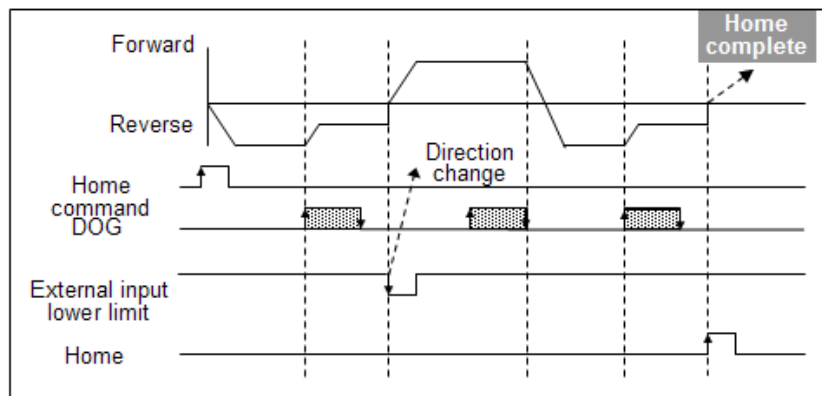 Home
complete
Forward
Reverse
Direction
change
Home
command
DOG
External input
lower limit
Home